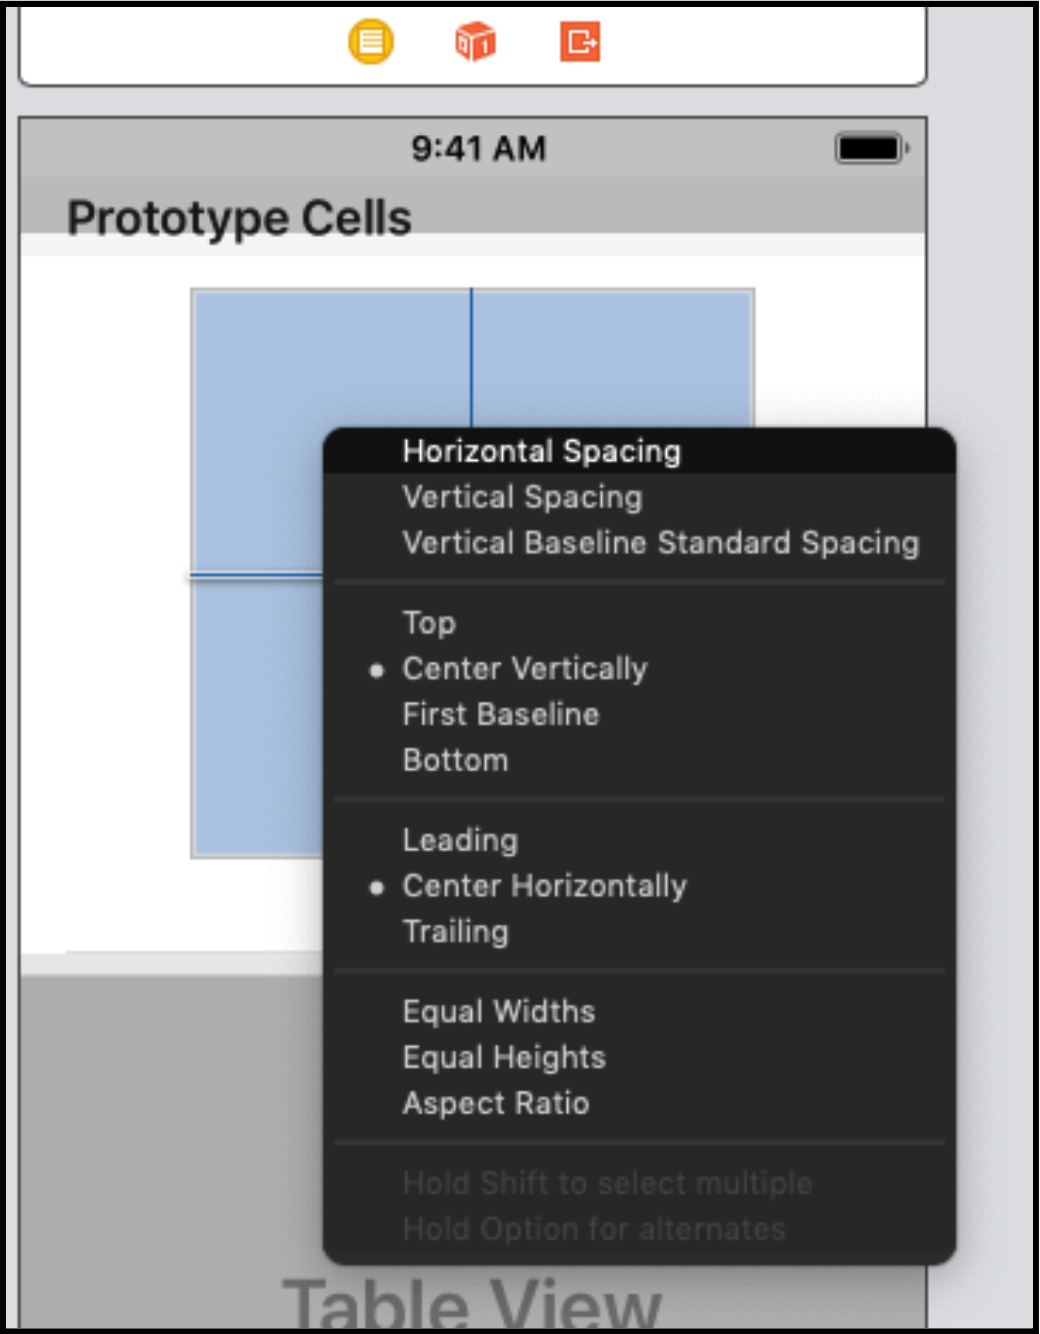 9:41 AM
Prototype Cells
Horizontal Spacing
Vertical Spacing
Vertical Baseline Standard Spacing
Top
Center Vertically
First Baseline
Bottom
Leading
Center Horizontally
Trailing
Equal Widths
Equal Heights
Aspect Ratio
Hold Shift to select multiple
Hold Option for alternates
Table View